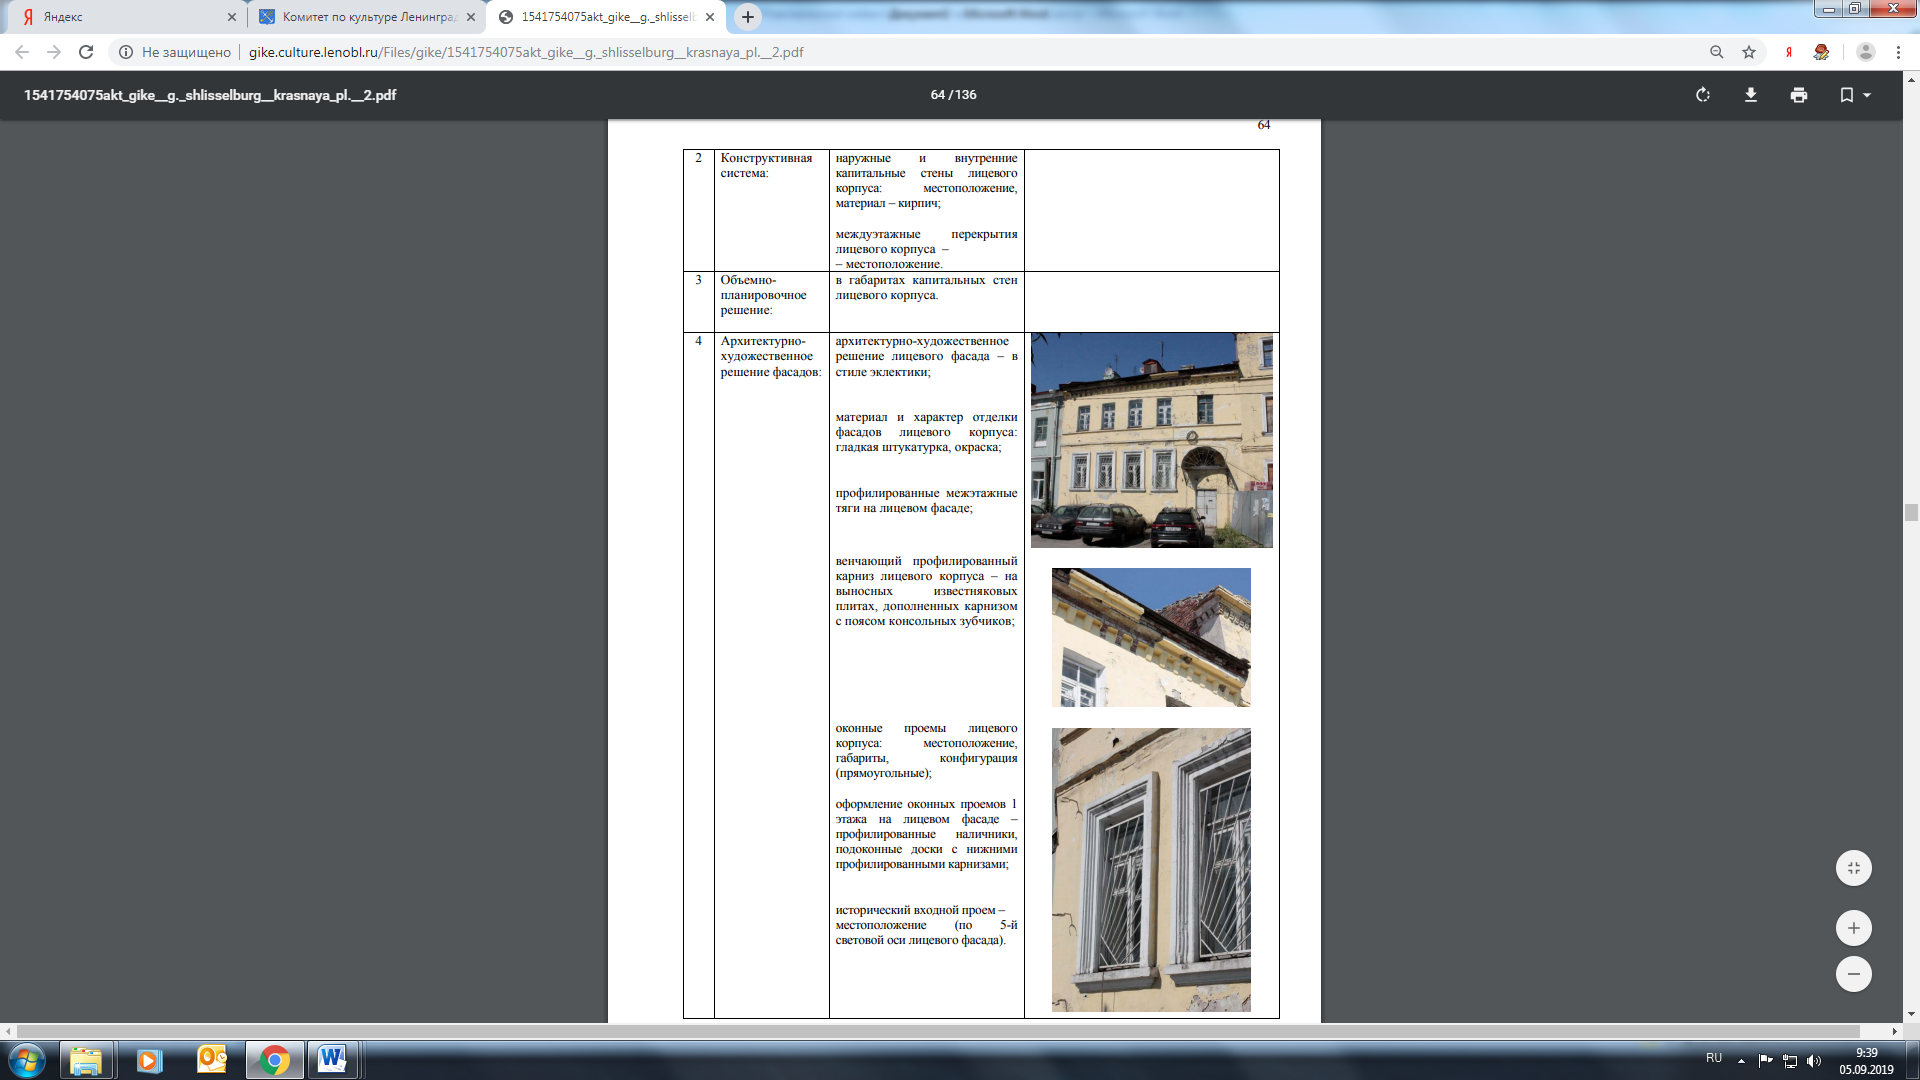 Яндекс
Комитет по культуре Ленинград
1541754075akt_gike__g._shlisselb
Не защищено
gike.culture.lenobl.ru/Files/gike/1541754075akt_gike__g._shlisselburg__krasnaya_pl.__2.pdf
1541754075akt_gike__g._shlisselburg__krasnaya_pl.__2.pdf
64 / 136
64
2
Конструктивная
система:
наружные и внутренние
капитальные стены лицевого
корпуса: местоположение,
материал – кирпич;
междуэтажные перекрытия
лицевого корпуса –
– местоположение.
3
Объемно-
планировочное
решение:
в габаритах капитальных стен
лицевого корпуса.
4
Архитектурно-
художественное
решение фасадов:
архитектурно-художественное
решение лицевого фасада – в
стиле эклектики;
материал и характер отделки
фасадов лицевого корпуса:
гладкая штукатурка, окраска;
профилированные межэтажные
тяги на лицевом фасаде;
венчающий профилированный
карниз лицевого корпуса – на
выносных известняковых
плитах, дополненных карнизом
с поясом консольных зубчиков;
оконные проемы лицевого
корпуса: местоположение,
габариты, конфигурация
(прямоугольные);
оформление оконных проемов 1
этажа на лицевом фасаде –
профилированные наличники,
подоконные доски с нижними
профилированными карнизами;
исторический входной проем –
местоположение (по 5-й
световой оси лицевого фасада).
RU
9:39
05.09.2019